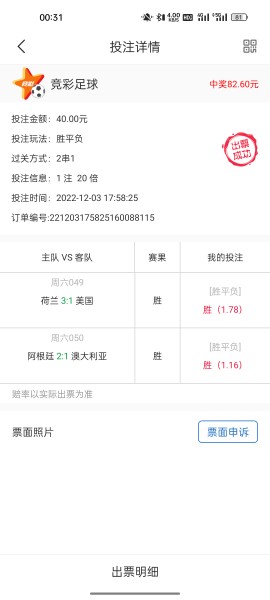 00:31
4.00 KB/S
81
投注详情
竞彩足球
中奖82.60元
投注金额：40.00元
投注玩法：胜平负
过关方式：2串1
投注信息：1 注 20 倍
投注时间：2022-12-03 17:58:25
订单编号:221203175825160088115
出票成功
主队 VS 客队 赛果 我的投注
周六049
荷兰 3:1 美国 胜 [胜平负]
胜（1.78）
周六050
阿根廷 2:1 澳大利亚 胜 [胜平负]
胜（1.16）
赔率以实际出票为准
票面照片 票面申诉
出票明细